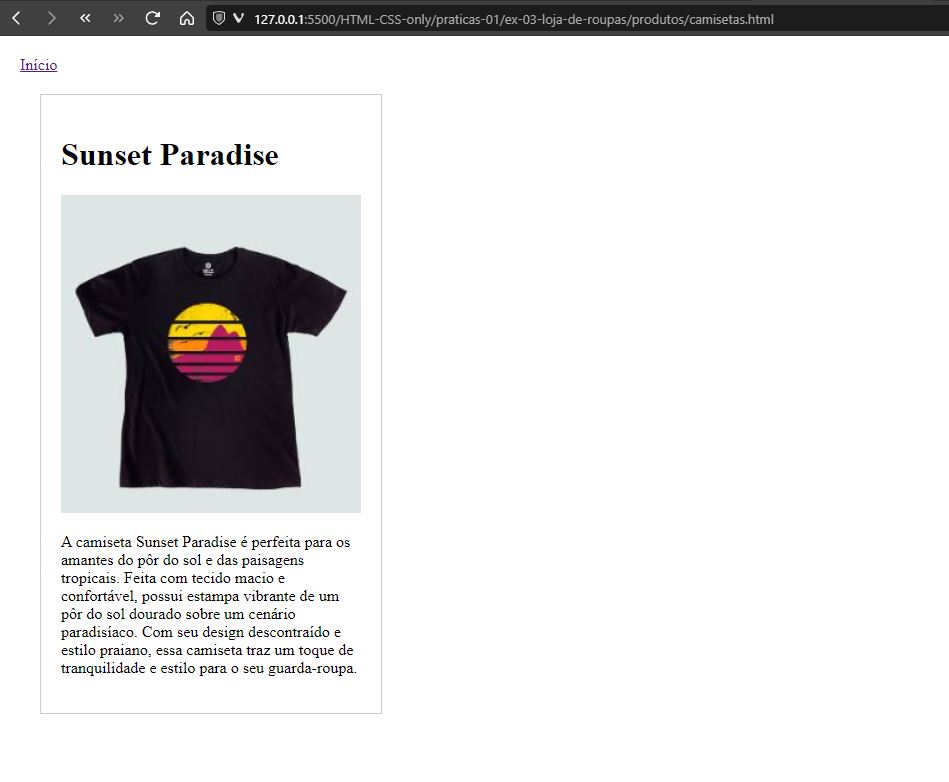 127.0.0.1:5500/HTML-CSS-only/praticas-01/ex-03-loja-de-roupas/produtos/camisetas.html
Início
Sunset Paradise
A camiseta Sunset Paradise é perfeita para os
amantes do pôr do sol e das paisagens
tropicais. Feita com tecido macio e
confortável, possui estampa vibrante de um
pôr do sol dourado sobre um cenário
paradisíaco. Com seu design descontraído e
estilo praiano, essa camiseta traz um toque de
tranquilidade e estilo para o seu guarda-roupa.